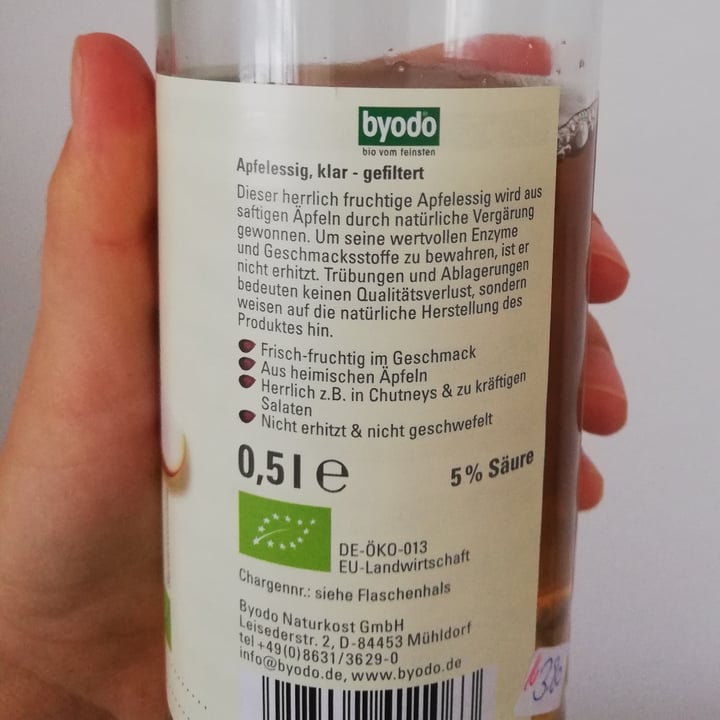 byodo
bio vom feinsten
Apfelessig, klar - gefiltert
Dieser herrlich fruchtige Apfelessig wird aus
saftigen Äpfeln durch natürliche Vergärung
gewonnen. Um seine wertvollen Enzyme
und Geschmacksstoffe zu bewahren, ist er
nicht erhitzt. Trübungen und Ablagerungen
bedeuten keinen Qualitätsverlust, sondern
weisen auf die natürliche Herstellung des
Produktes hin.
Frisch-fruchtig im Geschmack
Aus heimischen Äpfeln
Herrlich z.B. in Chutneys & zu kräftigen
Salaten
Nicht erhitzt & nicht geschwefelt
0,5 l e
5 % Säure
DE-ÖKO-013
EU-Landwirtschaft
Chargennr.: siehe Flaschenhals
Byodo Naturkost GmbH
Leisederstr. 2, D-84453 Mühldorf
tel +49(0)8631/3629-0
info@byodo.de, www.byodo.de